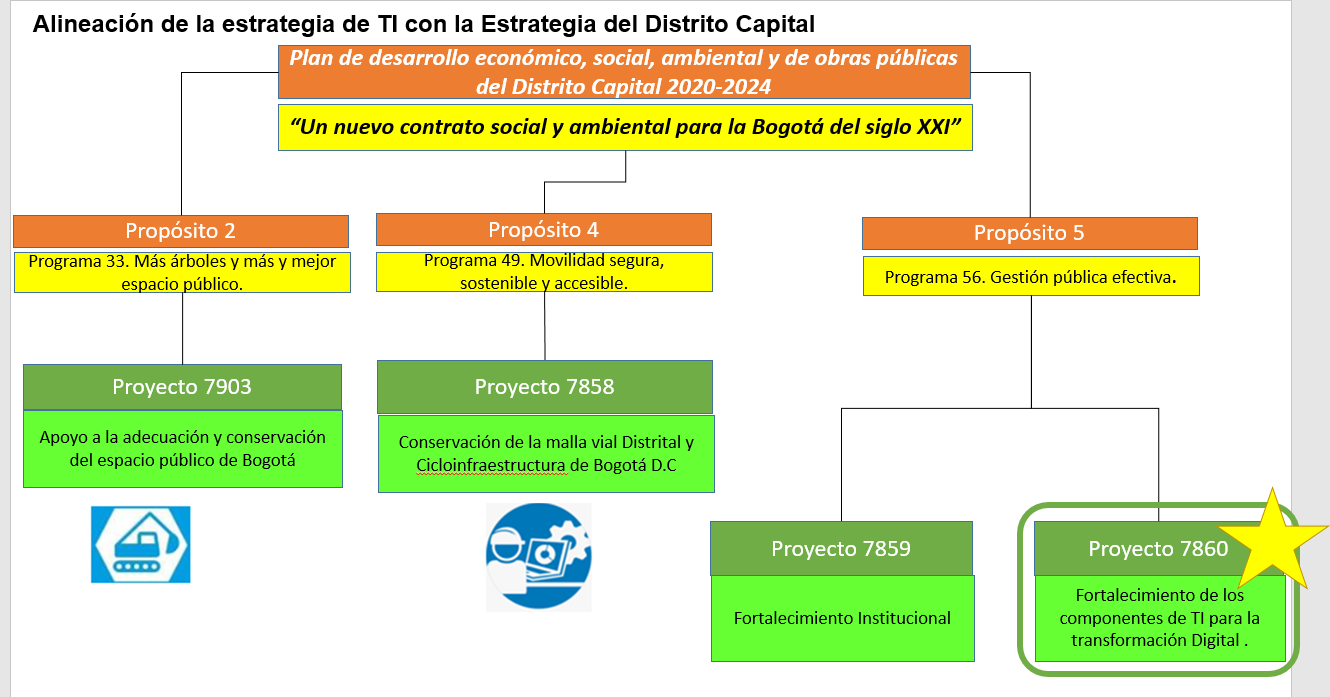 Alineación de la estrategia de TI con la Estrategia del Distrito Capital
Plan de desarrollo económico, social, ambiental y de obras públicas
del Distrito Capital 2020-2024
“Un nuevo contrato social y ambiental para la Bogotá del siglo XXI”
Propósito 2
Programa 33. Más árboles y más y mejor
espacio público.
Propósito 4
Programa 49. Movilidad segura,
sostenible y accesible.
Propósito 5
Programa 56. Gestión pública efectiva.
Proyecto 7903
Apoyo a la adecuación y conservación
del espacio público de Bogotá
Proyecto 7858
Conservación de la malla vial Distrital y
Cicloinfraestructura de Bogotá D.C
Proyecto 7859
Fortalecimiento Institucional
Proyecto 7860
Fortalecimiento de los
componentes de TI para la
transformación Digital .